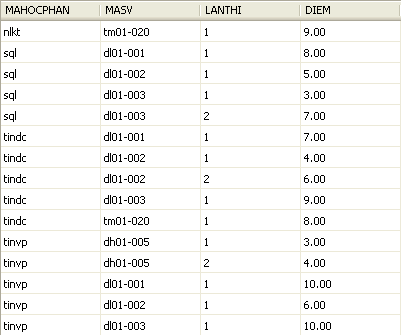 MAHOCPHAN MASV LANTHI DIEM
nlkt tm01-020 1 9.00
sql dl01-001 1 8.00
sql dl01-002 1 5.00
sql dl01-003 1 3.00
sql dl01-003 2 7.00
tindc dl01-001 1 7.00
tindc dl01-002 1 4.00
tindc dl01-002 2 6.00
tindc dl01-003 1 9.00
tindc tm01-020 1 8.00
tinvp dh01-005 1 3.00
tinvp dh01-005 2 4.00
tinvp dl01-001 1 10.00
tinvp dl01-002 1 6.00
tinvp dl01-003 1 10.00